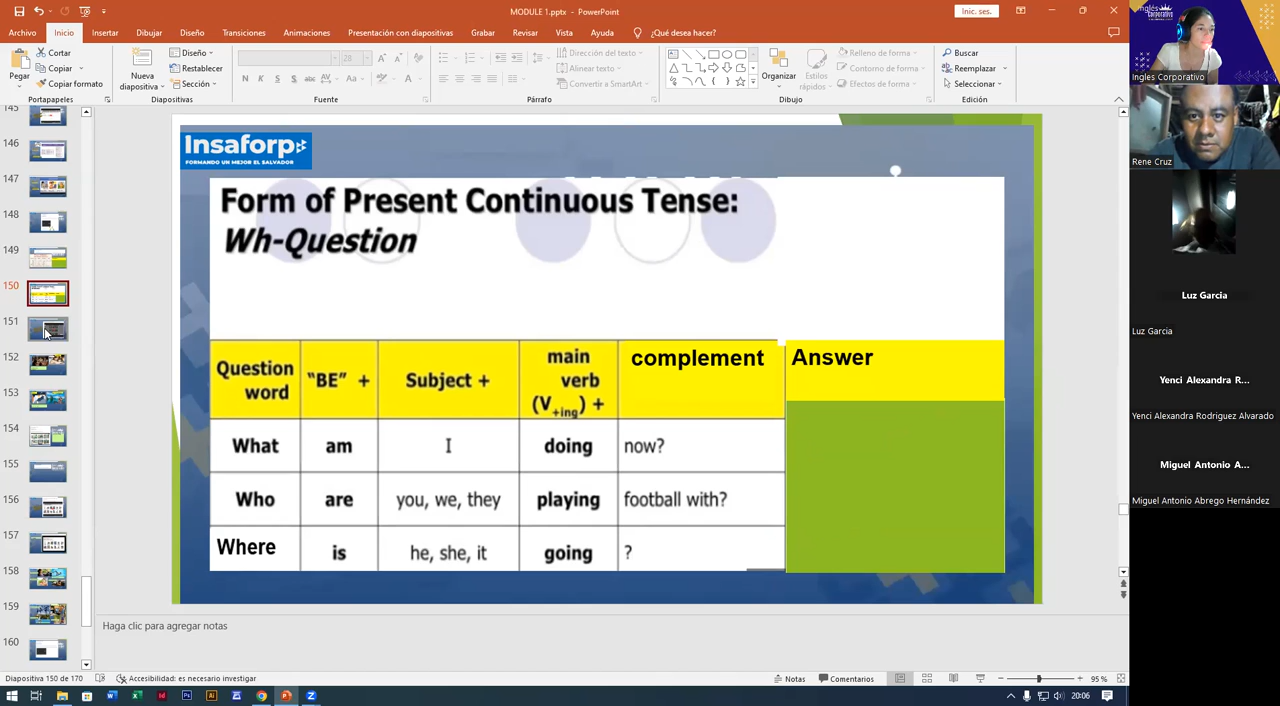 MODULE 1.pptx - PowerPoint
Inic. ses.
Archivo Inicio Insertar Dibujar Diseño Transiciones Animaciones Presentación con diapositivas Grabar Revisar Vista Ayuda ¿Qué desea hacer?
Pegar
Cortar
Copiar
Copiar formato
Portapapeles
Nueva diapositiva
Diseño
Restablecer
Sección
Diapositivas
28
N K S S abc AV Aa A
Fuente
Dirección del texto
Alinear texto
Convertir a SmartArt
Párrafo
Organizar
Estilos rápidos
Relleno de forma
Contorno de forma
Efectos de forma
Dibujo
Buscar
Reemplazar
Seleccionar
Edición
145
146
147
148
149
150
151
152
153
154
155
156
157
158
159
160
Insaforp
FORMANDO UN MEJOR EL SALVADOR
Form of Present Continuous Tense:
Wh-Question
Question word "BE" + Subject + main verb (V+ing) + complement Answer
What am I doing now?
Who are you, we, they playing football with?
Where is he, she, it going ?
Haga clic para agregar notas
Diapositiva 150 de 170
Accesibilidad: es necesario investigar
Notas
Comentarios
95 %
20:06
Inglés Corporativo
Ingles Corporativo
Rene Cruz
Luz Garcia
Luz Garcia
Yenci Alexandra R...
Yenci Alexandra Rodriguez Alvarado
Miguel Antonio A...
Miguel Antonio Abrego Hernández